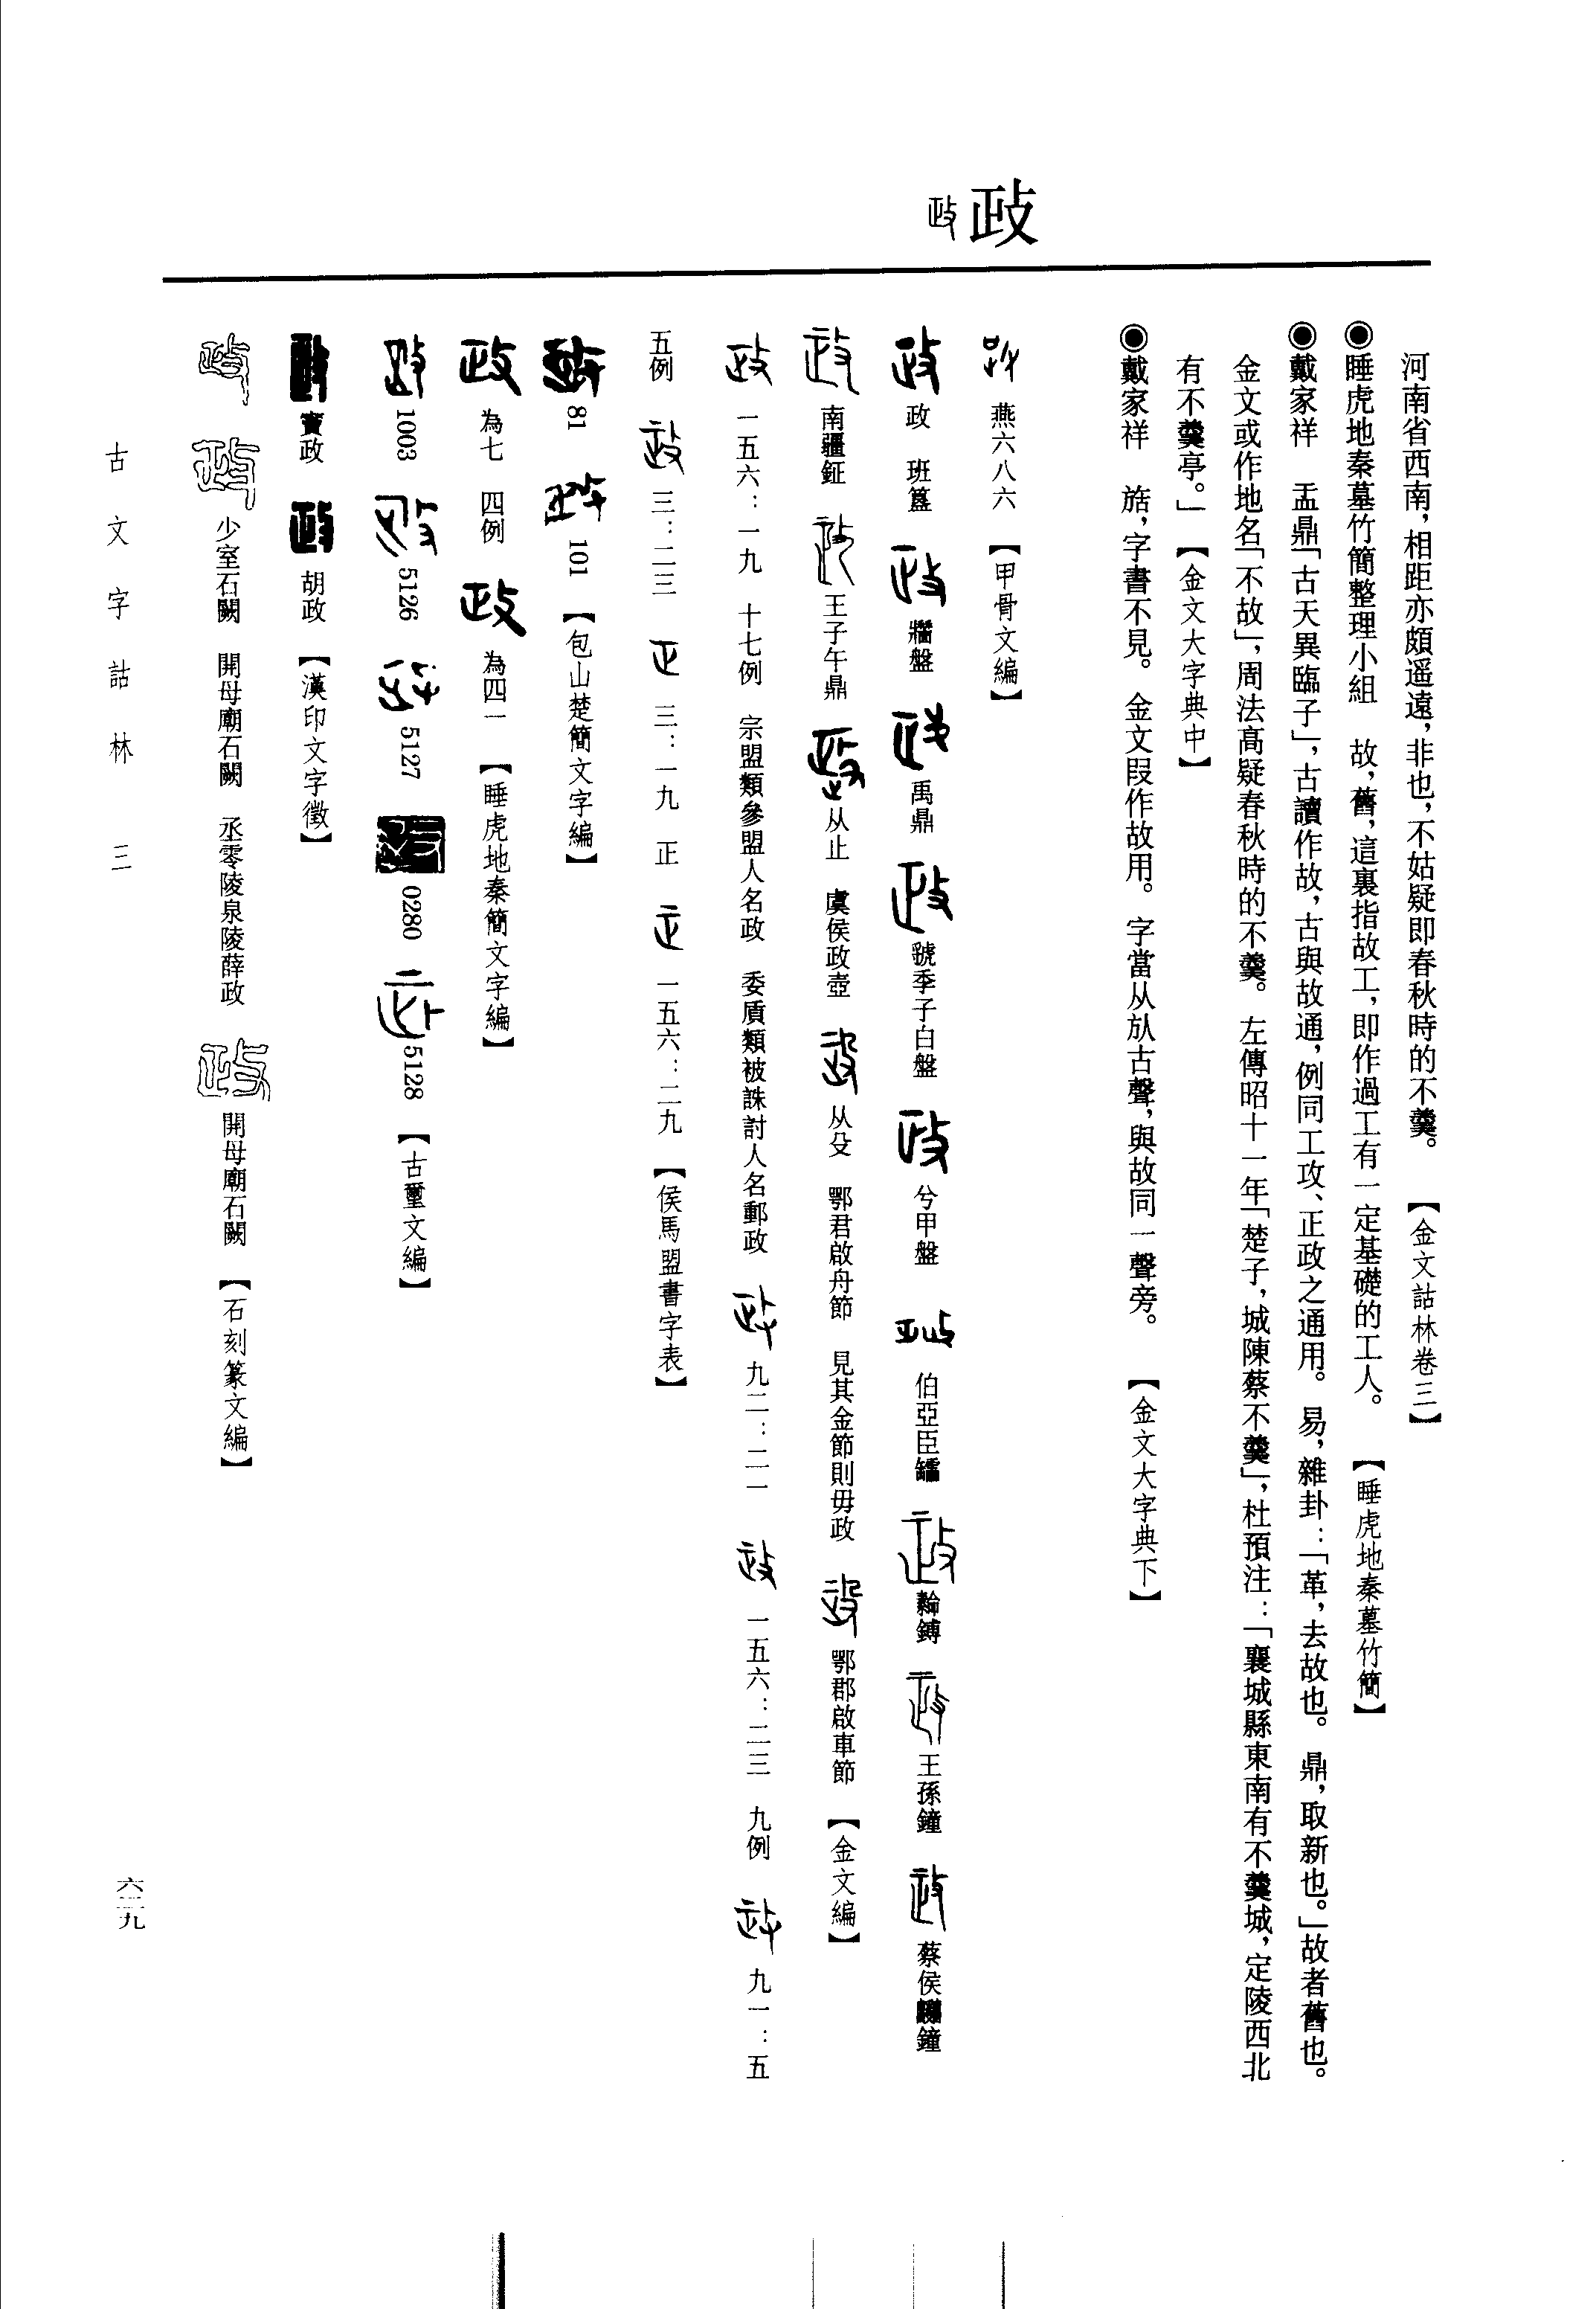 政 政
河南省西南，相距亦頗遥遠，非也，不姑疑即春秋時的不羹。【金文詁林卷三】
◉睡虎地秦墓竹簡整理小組　故，舊，這裏指故工，即作過工有一定基礎的工人。【睡虎地秦墓竹簡】
◉戴家祥　盂鼎「古天異臨子」，古讀作故，古與故通，例同工攻、正政之通用。易，雜卦：「革，去故也。鼎，取新也。」故者舊也。
金文或作地名「不故」，周法高疑春秋時的不羹。左傳昭十一年「楚子，城陳蔡不羹」，杜預注：「襄城縣東南有不羹城，定陵西北
有不羹亭。」【金文大字典中】
◉戴家祥　㫋，字書不見。金文叚作故用。字當从㫃古聲，與故同一聲旁。【金文大字典下】
燕六八六【甲骨文編】
政　班簋　牆盤　禹鼎　虢季子白盤　兮甲盤　伯亞臣𦉢　𦅫鎛　王孫鐘　蔡侯鐘
南疆鉦　王子午鼎　从止　虞侯政壺　从殳　鄂君啟舟節　見其金節則毋政　鄂郡啟車節【金文編】
一五六：一九　十七例　宗盟類參盟人名政　委質類被誅討人名郵政　九二：二一　一五六：二三　九例　九一：五
五例　三：二三　三：一九　正　一五六：二九【侯馬盟書字表】
81　101【包山楚簡文字編】
為七　四例　為四一【睡虎地秦簡文字編】
1003　5126　5127　0280　5128【古璽文編】
竇政　胡政【漢印文字徵】
少室石闕　開母廟石闕　丞零陵泉陵薛政　開母廟石闕【石刻篆文編】
古文字詁林　三
六三九